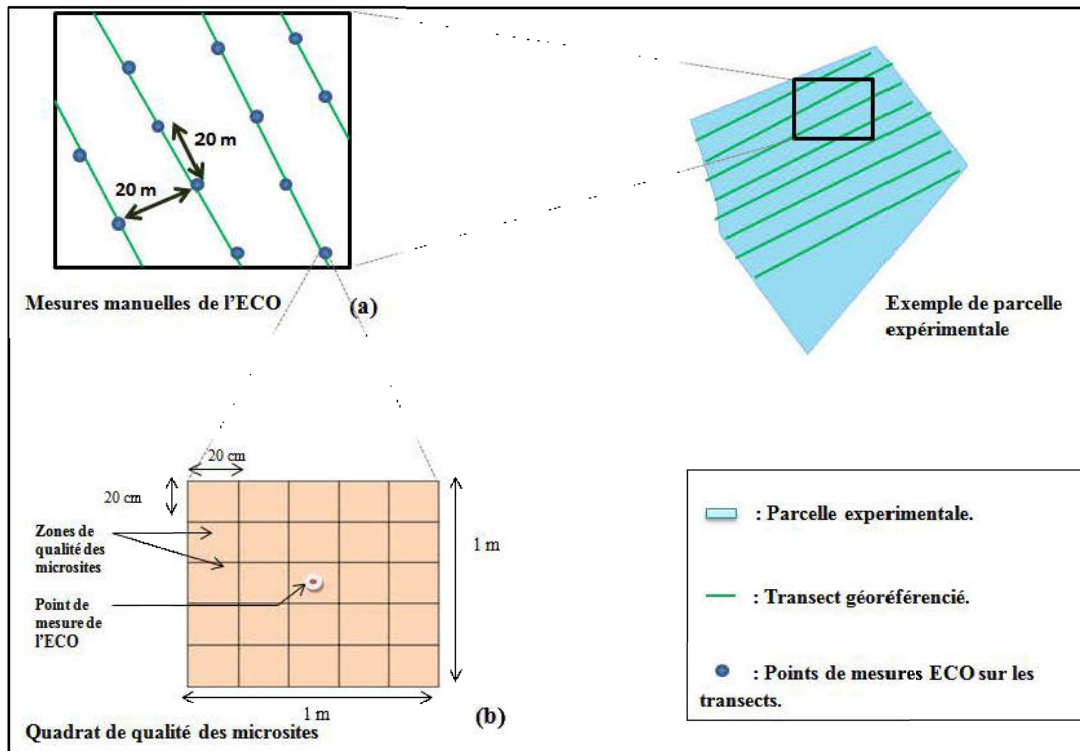 20 m
20 m
Mesures manuelles de l'ECO
(a)
Exemple de parcelle
expérimentale
20 cm
20 cm
Zones de
qualité des
microsites
Point de
mesure de
l'ECO
1 m
1 m
Quadrat de qualité des microsites
(b)
: Parcelle experimentale.
: Transect géoréférencié.
: Points de mesures ECO sur les
transects.